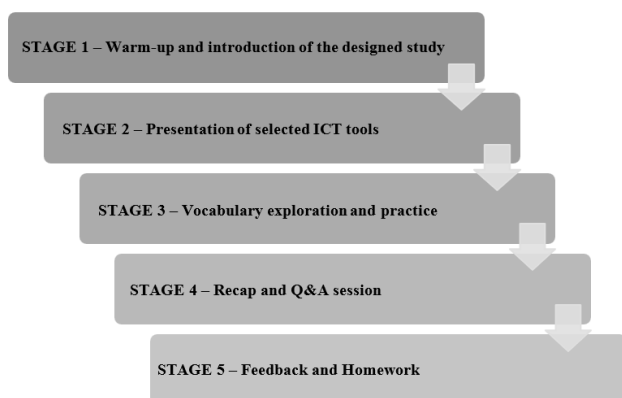 STAGE 1 – Warm-up and introduction of the designed study
STAGE 2 – Presentation of selected ICT tools
STAGE 3 – Vocabulary exploration and practice
STAGE 4 – Recap and Q&A session
STAGE 5 – Feedback and Homework